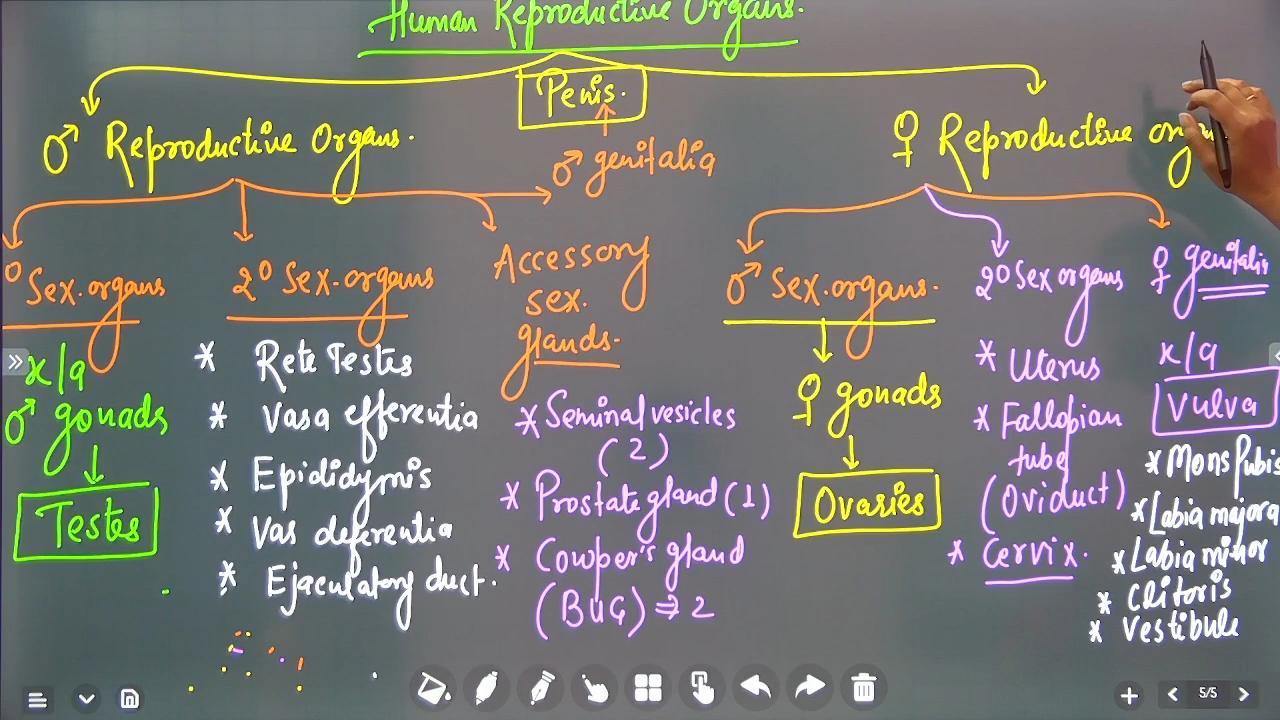 Human Reproductive Organs.
Penis.
♂ genitalia
♂ Reproductive Organs.
° Sex.organs
x/a
♂ gonads
Testes
2° Sex.organs
* Rete Testes
* Vasa efferentia
* Epididymis
* Vas deferentia
* Ejaculatory duct.
Accessory
sex.
glands.
* Seminal vesicles
(2)
* Prostate gland (1)
* Cowper's gland
(BUG) ⇒ 2
♀ Reproductive organ
♂ Sex.organs.
♀ gonads
Ovaries
2° Sex organs
* Uterus
* Fallopian
tube
(Oviduct)
* Cervix.
♀ genitalia
x/a
Vulva
* Mons Pubis
* Labia majora
* Labia minor
* Clitoris
* Vestibule
5/5